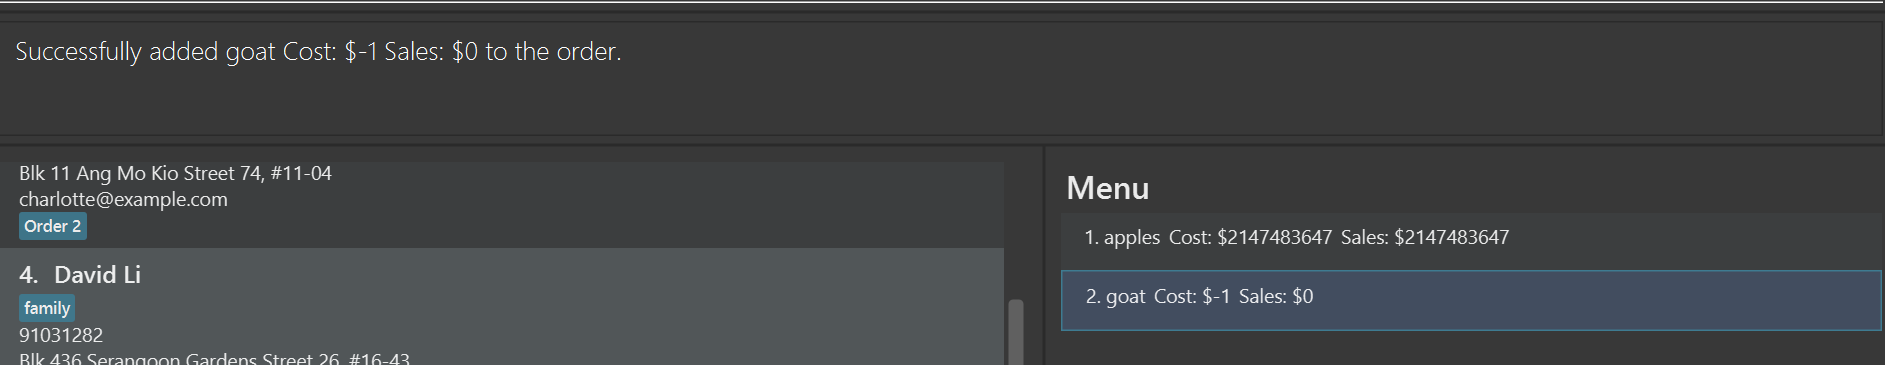 Successfully added goat Cost: $-1 Sales: $0 to the order.
Blk 11 Ang Mo Kio Street 74, #11-04
charlotte@example.com
Order 2
4. David Li
family
91031282
Blk 436 Serangoon Gardens Street 26, #16-43
Menu
1. apples Cost: $2147483647 Sales: $2147483647
2. goat Cost: $-1 Sales: $0